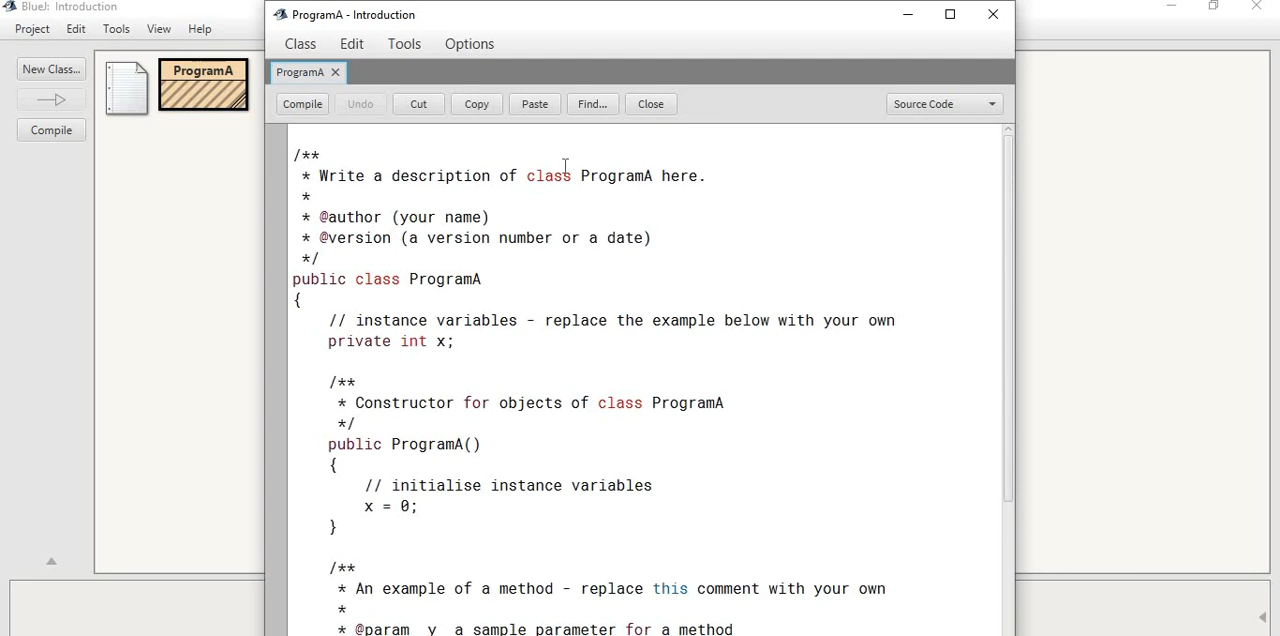 BlueJ: Introduction
Project Edit Tools View Help
New Class...
Compile
ProgramA
ProgramA - Introduction
Class Edit Tools Options
ProgramA
Compile Undo Cut Copy Paste Find... Close Source Code
/**
* Write a description of class ProgramA here.
*
* @author (your name)
* @version (a version number or a date)
*/
public class ProgramA
{
// instance variables - replace the example below with your own
private int x;
/**
* Constructor for objects of class ProgramA
*/
public ProgramA()
{
// initialise instance variables
x = 0;
}
/**
* An example of a method - replace this comment with your own
*
* @param y a sample parameter for a method